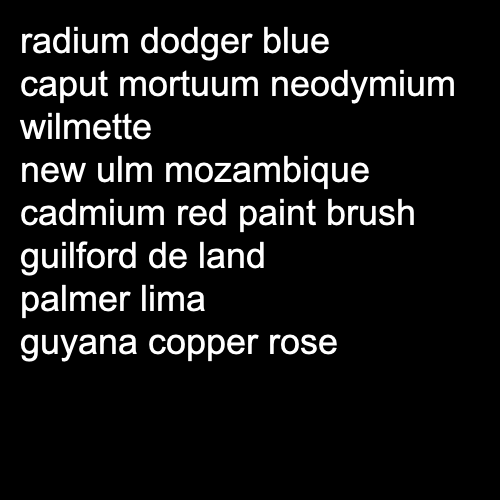 radium dodger blue
caput mortuum neodymium
wilmette
new ulm mozambique
cadmium red paint brush
guilford de land
palmer lima
guyana copper rose